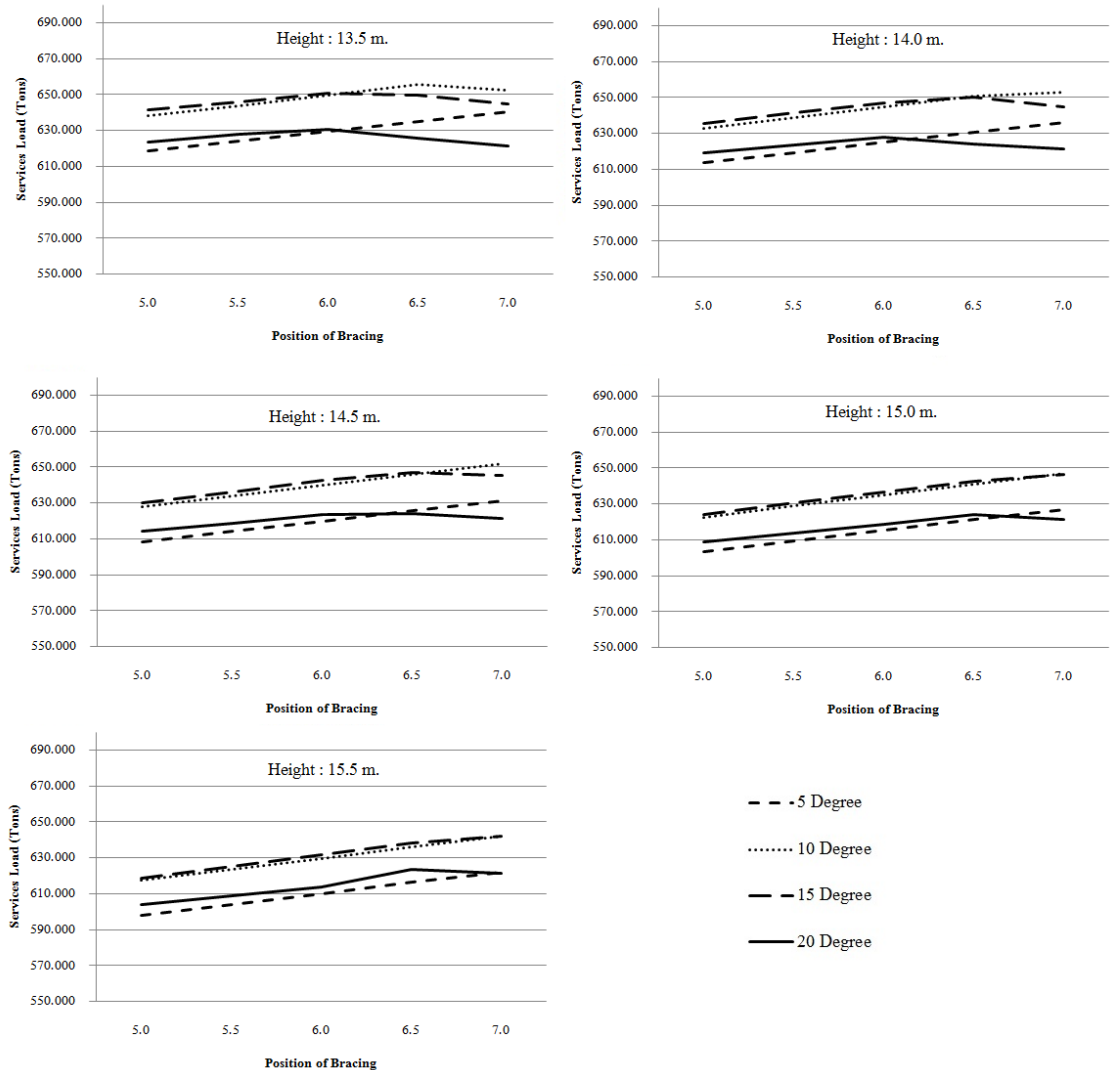 Height : 13.5 m.
Services Load (Tons)
690.000
670.000
650.000
630.000
610.000
590.000
570.000
550.000
5.0 5.5 6.0 6.5 7.0
Position of Bracing
Height : 14.0 m.
Services Load (Tons)
690.000
670.000
650.000
630.000
610.000
590.000
570.000
550.000
5.0 5.5 6.0 6.5 7.0
Position of Bracing
Height : 14.5 m.
Services Load (Tons)
690.000
670.000
650.000
630.000
610.000
590.000
570.000
550.000
5.0 5.5 6.0 6.5 7.0
Position of Bracing
Height : 15.0 m.
Services Load (Tons)
690.000
670.000
650.000
630.000
610.000
590.000
570.000
550.000
5.0 5.5 6.0 6.5 7.0
Position of Bracing
Height : 15.5 m.
Services Load (Tons)
690.000
670.000
650.000
630.000
610.000
590.000
570.000
550.000
5.0 5.5 6.0 6.5 7.0
Position of Bracing
5 Degree
10 Degree
15 Degree
20 Degree